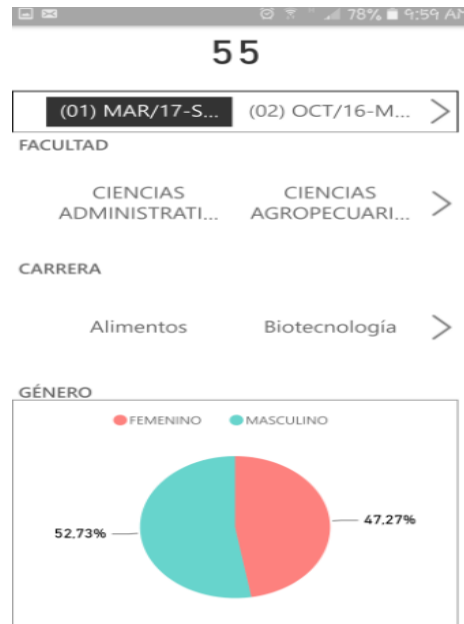 78% 9:59 AM
55
(01) MAR/17-S... (02) OCT/16-M...
FACULTAD
CIENCIAS ADMINISTRATI...
CIENCIAS AGROPECUARI...
CARRERA
Alimentos Biotecnología
GÉNERO
FEMENINO MASCULINO
52,73%
47,27%